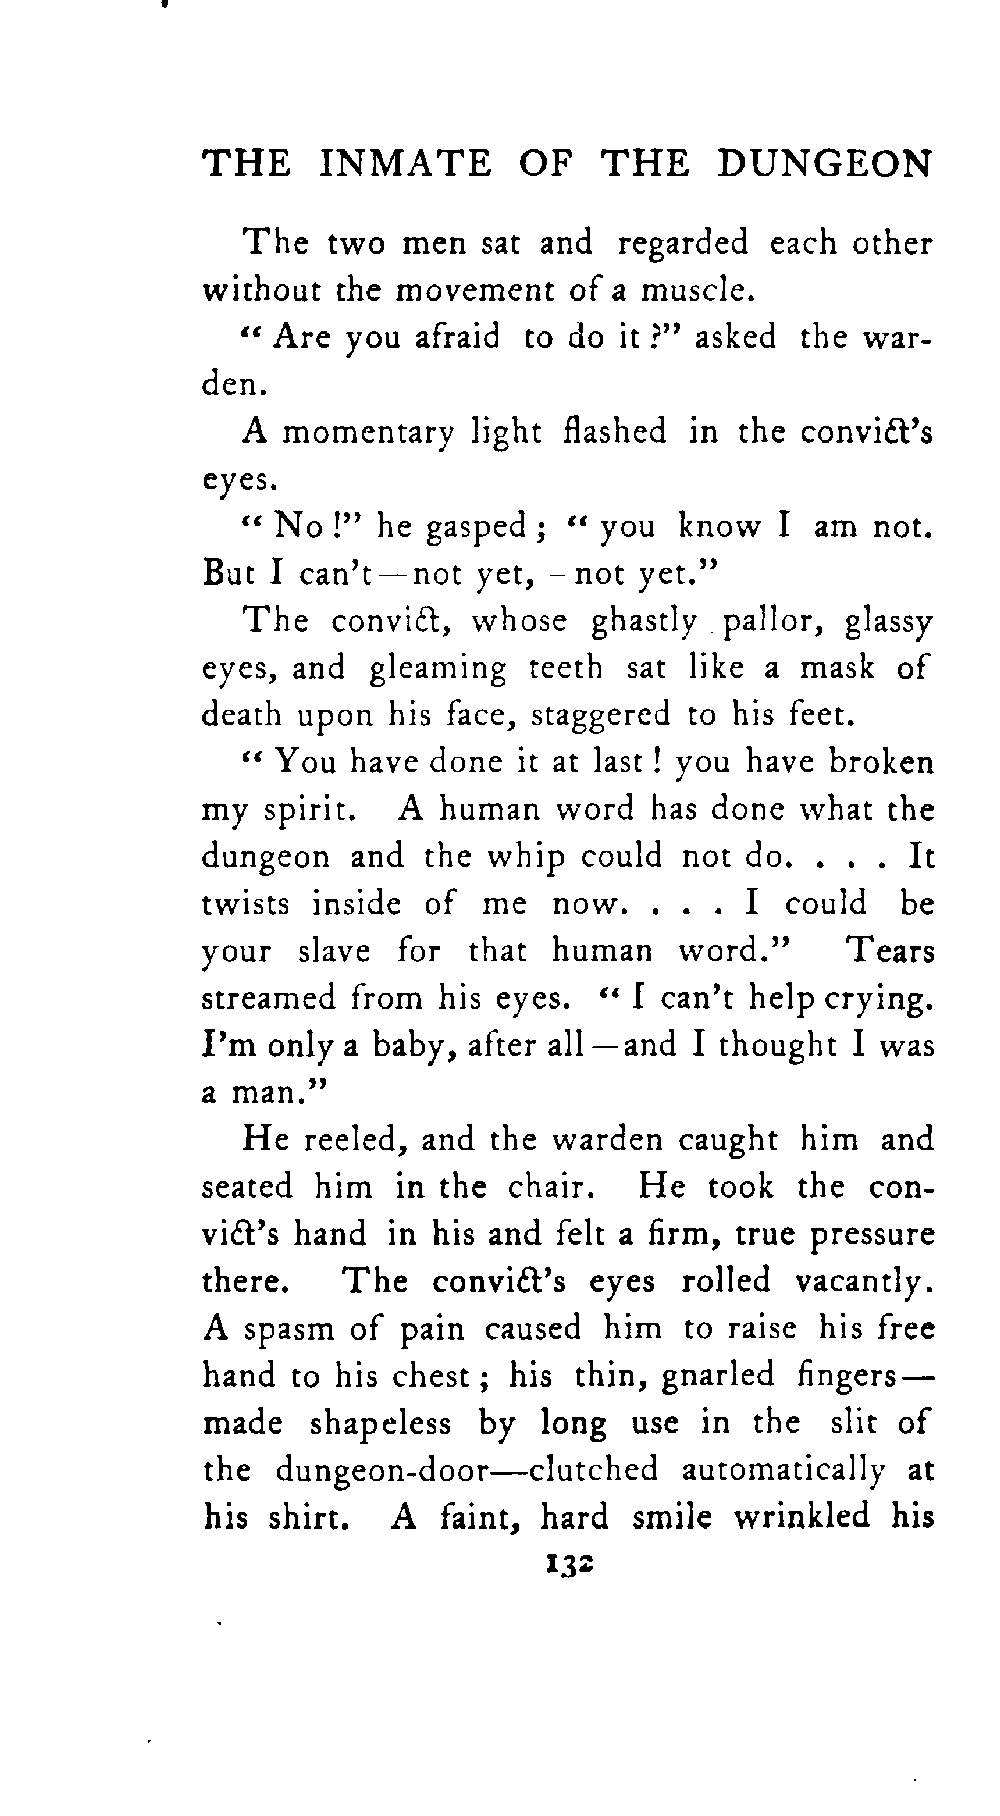 THE INMATE OF THE DUNGEON
The two men sat and regarded each other
without the movement of a muscle.
“ Are you afraid to do it ?” asked the war-
den.
A momentary light flashed in the convict’s
eyes.
“ No !” he gasped ; “ you know I am not.
But I can’t—not yet, – not yet.”
The convict, whose ghastly pallor, glassy
eyes, and gleaming teeth sat like a mask of
death upon his face, staggered to his feet.
“ You have done it at last ! you have broken
my spirit. A human word has done what the
dungeon and the whip could not do. . . . It
twists inside of me now. . . . I could be
your slave for that human word.” Tears
streamed from his eyes. “ I can’t help crying.
I’m only a baby, after all—and I thought I was
a man.”
He reeled, and the warden caught him and
seated him in the chair. He took the con-
vict’s hand in his and felt a firm, true pressure
there. The convict’s eyes rolled vacantly.
A spasm of pain caused him to raise his free
hand to his chest ; his thin, gnarled fingers—
made shapeless by long use in the slit of
the dungeon-door—clutched automatically at
his shirt. A faint, hard smile wrinkled his
132